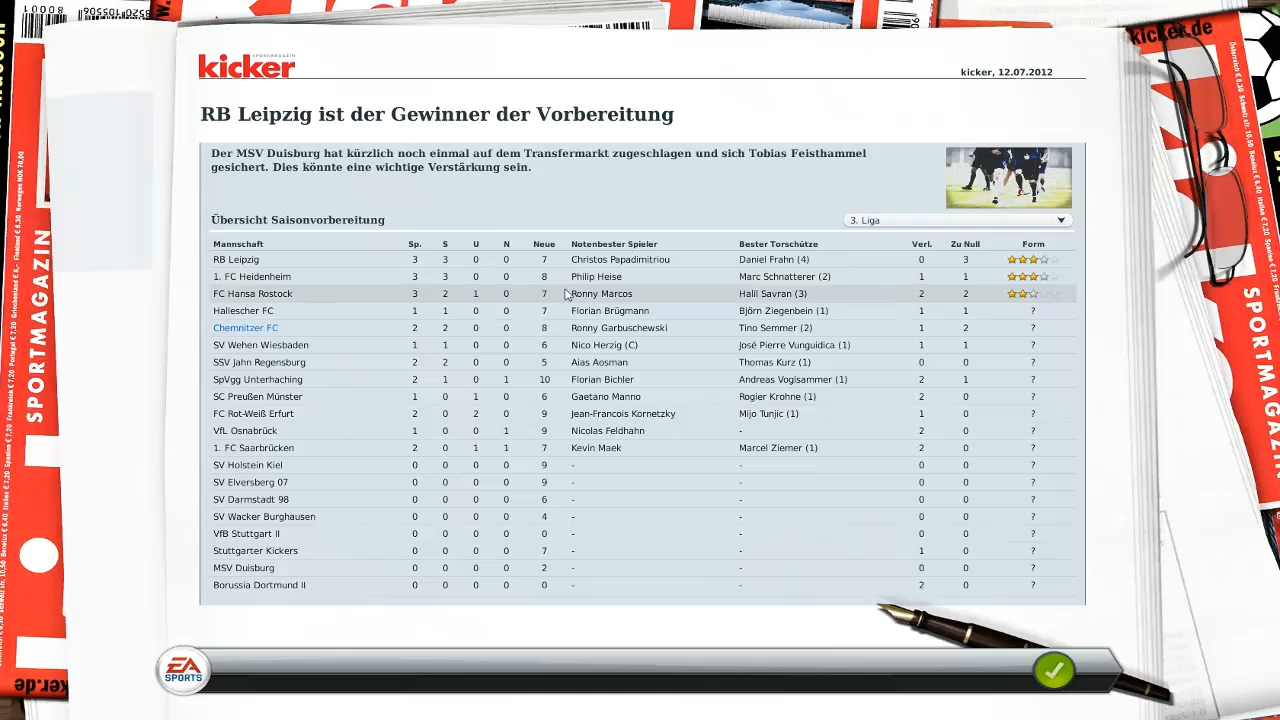 80001
kicker.de
SPORTMAGAZIN
kicker
SPORTMAGAZIN
kicker, 12.07.2012
RB Leipzig ist der Gewinner der Vorbereitung
Der MSV Duisburg hat kürzlich noch einmal auf dem Transfermarkt zugeschlagen und sich Tobias Feisthammel
gesichert. Dies könnte eine wichtige Verstärkung sein.
Übersicht Saisonvorbereitung
3. Liga
Mannschaft Sp. S U N Neue Notenbester Spieler Bester Torschütze Verl. Zu Null Form
RB Leipzig 3 3 0 0 7 Christos Papadimitriou Daniel Frahn (4) 0 3
1. FC Heidenheim 3 3 0 0 8 Philip Heise Marc Schnatterer (2) 1 1
FC Hansa Rostock 3 2 1 0 7 Ronny Marcos Halil Savran (3) 2 2
Hallescher FC 1 1 0 0 7 Florian Brügmann Björn Ziegenbein (1) 1 1 ?
Chemnitzer FC 2 2 0 0 8 Ronny Garbuschewski Tino Semmer (2) 1 2 ?
SV Wehen Wiesbaden 1 1 0 0 6 Nico Herzig (C) José Pierre Vunguidica (1) 1 1 ?
SSV Jahn Regensburg 2 2 0 0 5 Aias Aosman Thomas Kurz (1) 0 0 ?
SpVgg Unterhaching 2 1 0 1 10 Florian Bichler Andreas Voglsammer (1) 2 1 ?
SC Preußen Münster 1 0 1 0 6 Gaetano Manno Rogier Krohne (1) 2 0 ?
FC Rot-Weiß Erfurt 2 0 2 0 9 Jean-Francois Kornetzky Mijo Tunjic (1) 1 0 ?
VfL Osnabrück 1 0 0 1 9 Nicolas Feldhahn - 2 0 ?
1. FC Saarbrücken 2 0 1 1 7 Kevin Maek Marcel Ziemer (1) 2 0 ?
SV Holstein Kiel 0 0 0 0 9 - - 0 0 ?
SV Elversberg 07 0 0 0 0 9 - - 0 0 ?
SV Darmstadt 98 0 0 0 0 6 - - 0 0 ?
SV Wacker Burghausen 0 0 0 0 4 - - 0 0 ?
VfB Stuttgart II 0 0 0 0 0 - - 0 0 ?
Stuttgarter Kickers 0 0 0 0 7 - - 1 0 ?
MSV Duisburg 0 0 0 0 2 - - 0 0 ?
Borussia Dortmund II 0 0 0 0 0 - - 2 0 ?
SPORTMAGAZIN
EA
SPORTS